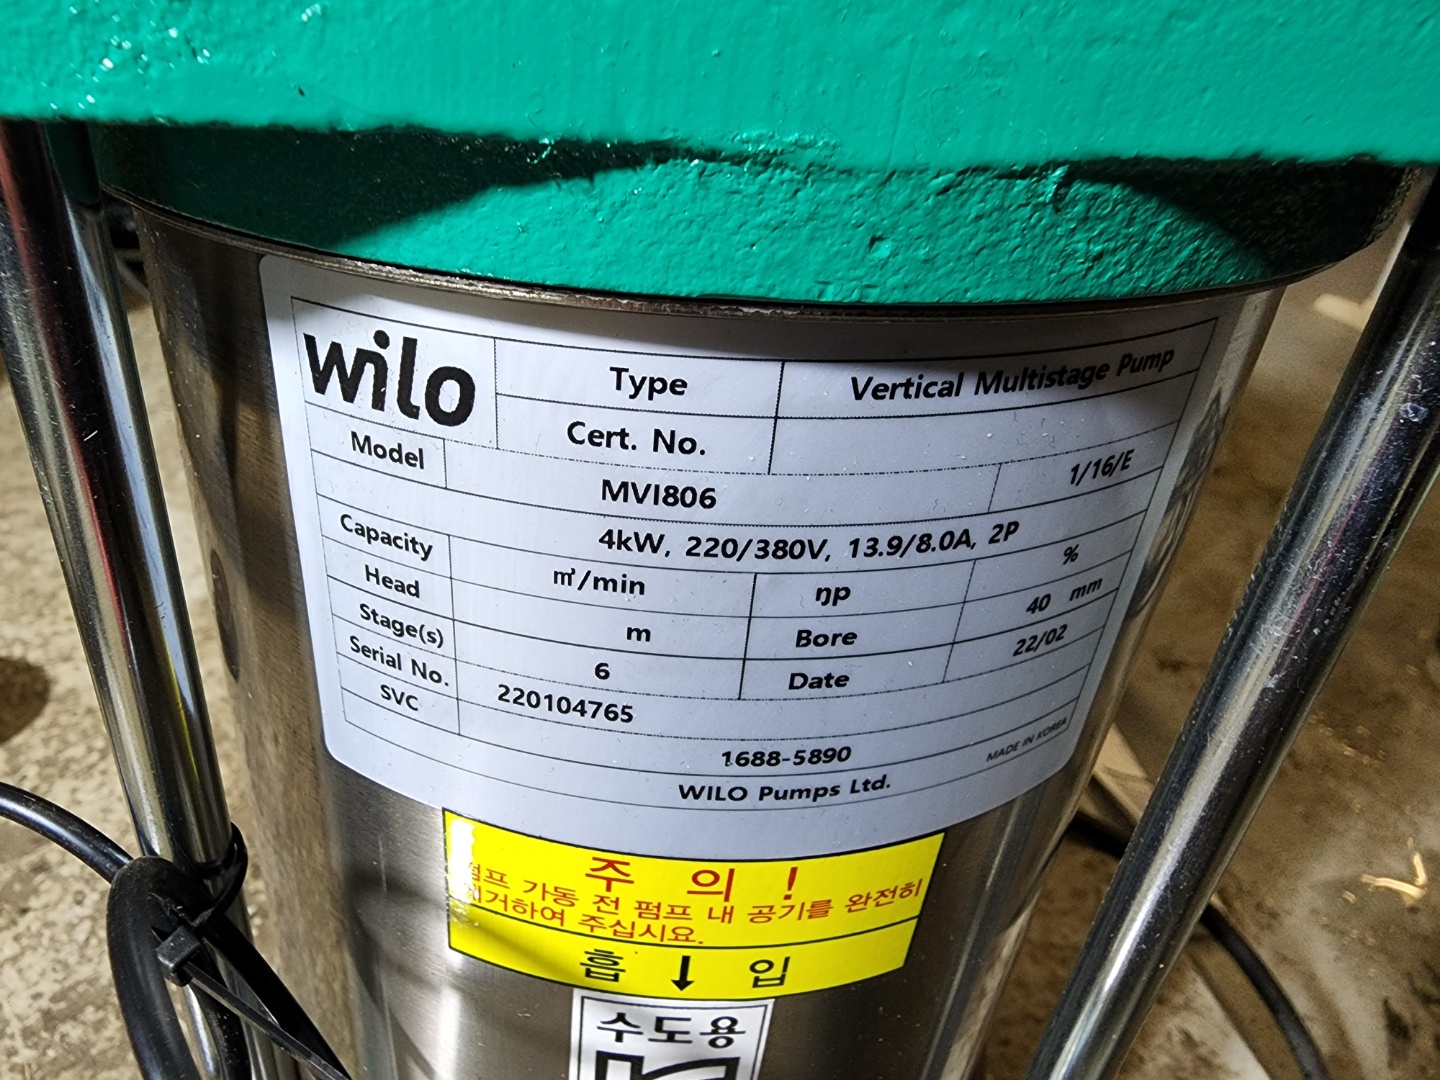 wilo
Type Vertical Multistage Pump
Cert. No.
Model MVI806 1/16/E
4kW, 220/380V, 13.9/8.0A, 2P
Capacity ㎥/min ηp %
Head m Bore 40 mm
Stage(s) 6 Date 22/02
Serial No. 220104765
SVC 1688-5890
WILO Pumps Ltd. MADE IN KOREA
주 의 !
펌프 가동 전 펌프 내 공기를 완전히
제거하여 주십시요.
흡 ↓ 입
수도용